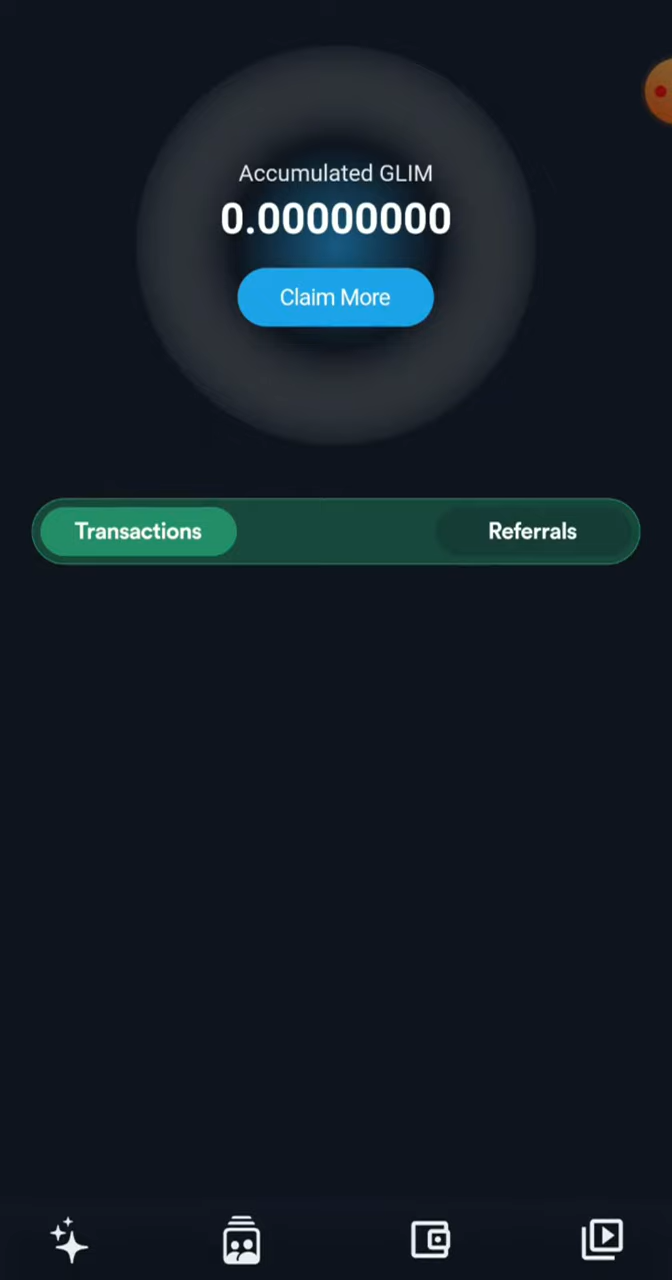 Accumulated GLIM
0.00000000
Claim More
Transactions
Referrals